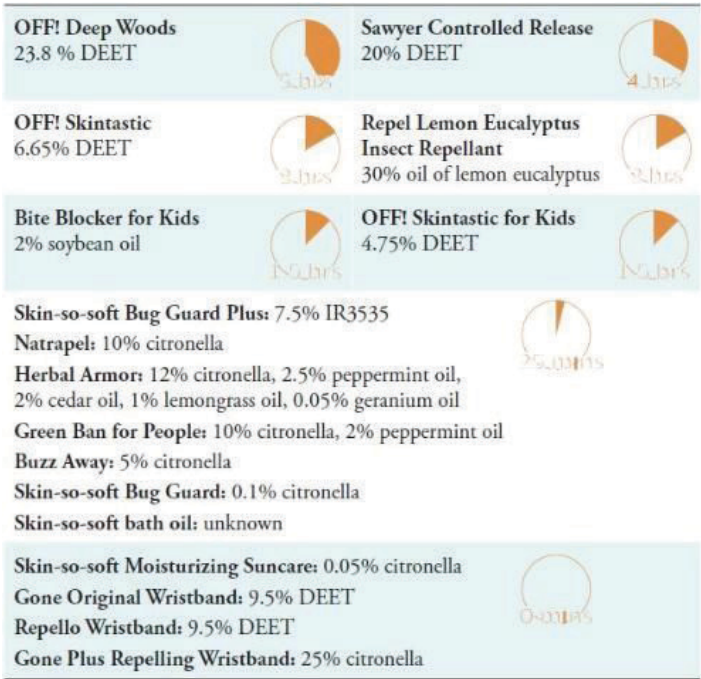 OFF! Deep Woods
23.8 % DEET
5 hrs
Sawyer Controlled Release
20% DEET
4 hrs
OFF! Skintastic
6.65% DEET
hrs
Repel Lemon Eucalyptus
Insect Repellant
30% oil of lemon eucalyptus
hrs
Bite Blocker for Kids
2% soybean oil
hrs
OFF! Skintastic for Kids
4.75% DEET
hrs
Skin-so-soft Bug Guard Plus: 7.5% IR3535
Natrapel: 10% citronella
Herbal Armor: 12% citronella, 2.5% peppermint oil,
2% cedar oil, 1% lemongrass oil, 0.05% geranium oil
Green Ban for People: 10% citronella, 2% peppermint oil
Buzz Away: 5% citronella
Skin-so-soft Bug Guard: 0.1% citronella
Skin-so-soft bath oil: unknown
mins
Skin-so-soft Moisturizing Suncare: 0.05% citronella
Gone Original Wristband: 9.5% DEET
Repello Wristband: 9.5% DEET
Gone Plus Repelling Wristband: 25% citronella
0 mins